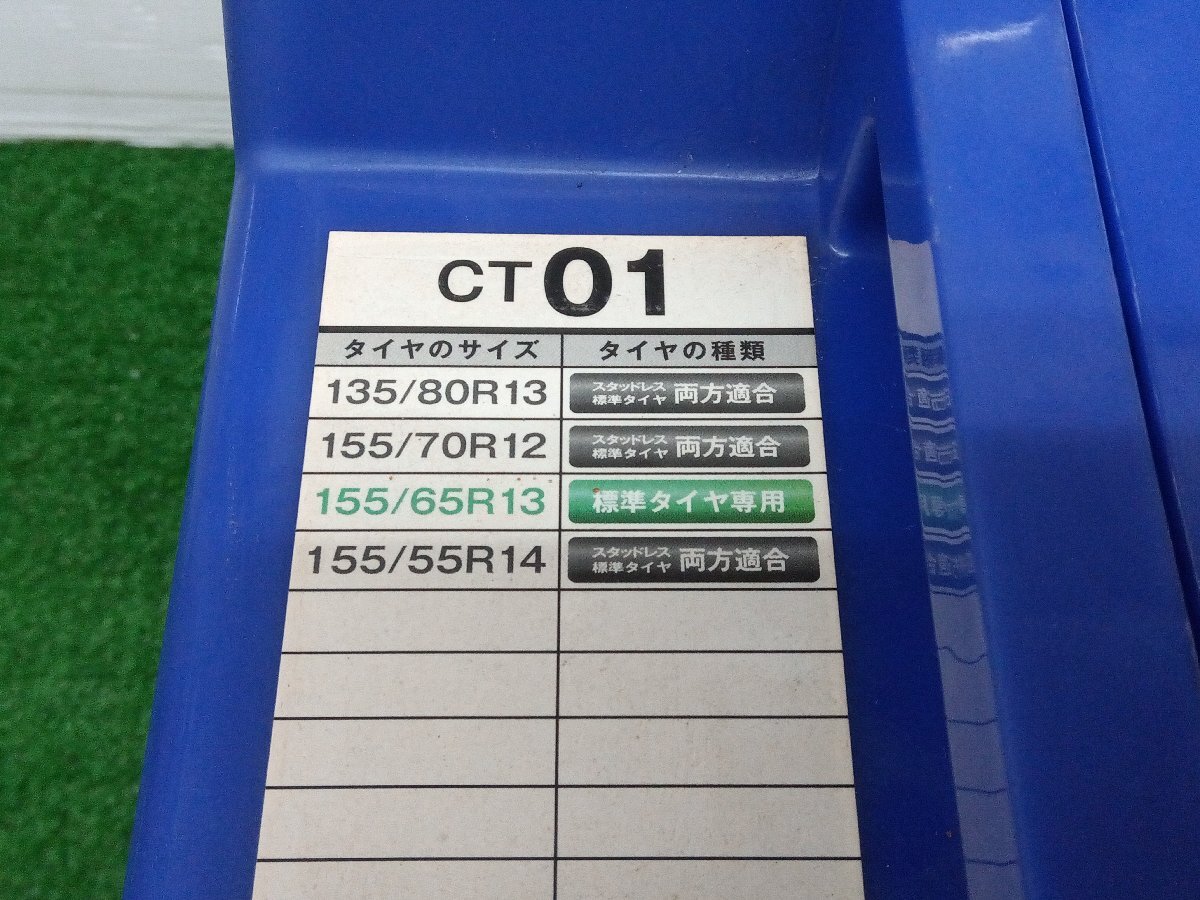 CT01
タイヤのサイズ タイヤの種類
135/80R13 スタッドレス 標準タイヤ 両方適合
155/70R12 スタッドレス 標準タイヤ 両方適合
155/65R13 標準タイヤ専用
155/55R14 スタッドレス 標準タイヤ 両方適合